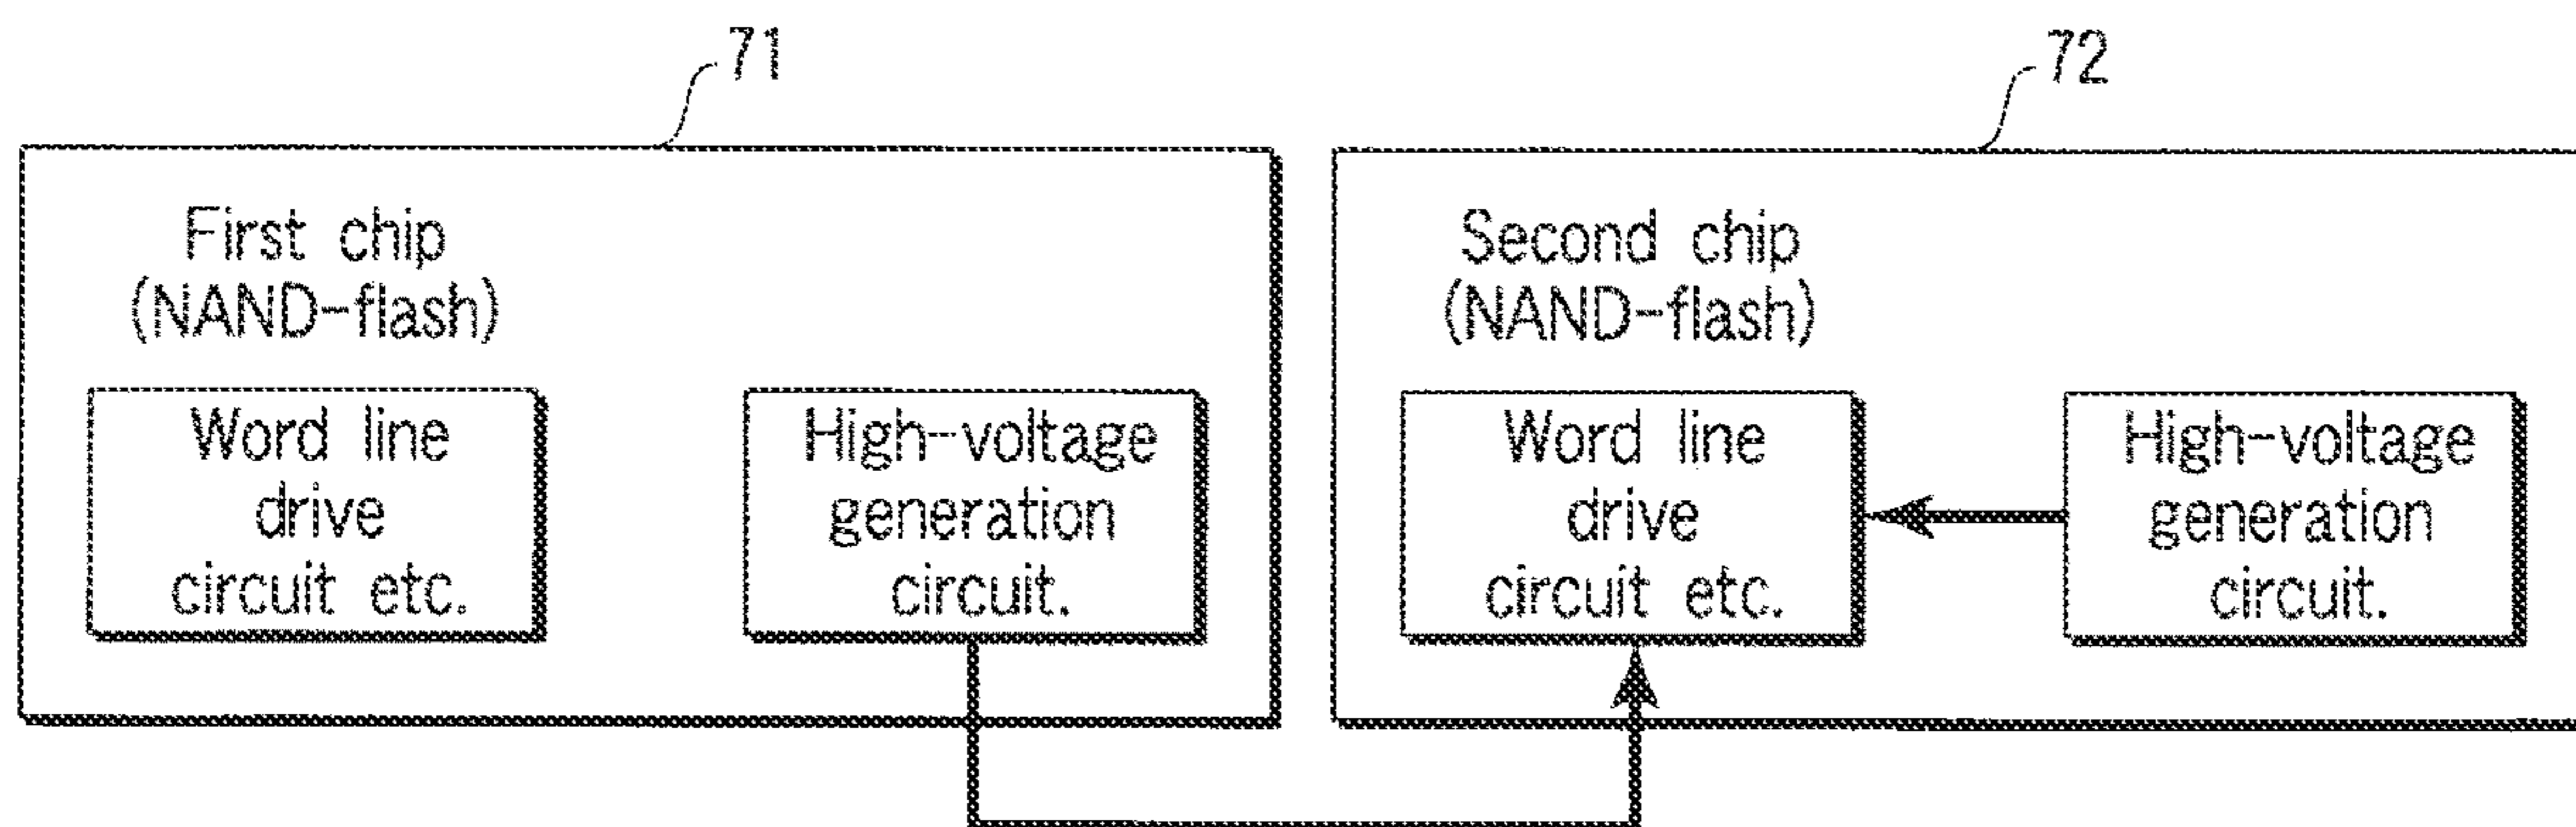 71
First chip
(NAND-flash)
Word line
drive
circuit etc.
High-voltage
generation
circuit.
72
Second chip
(NAND-flash)
Word line
drive
circuit etc.
High-voltage
generation
circuit.